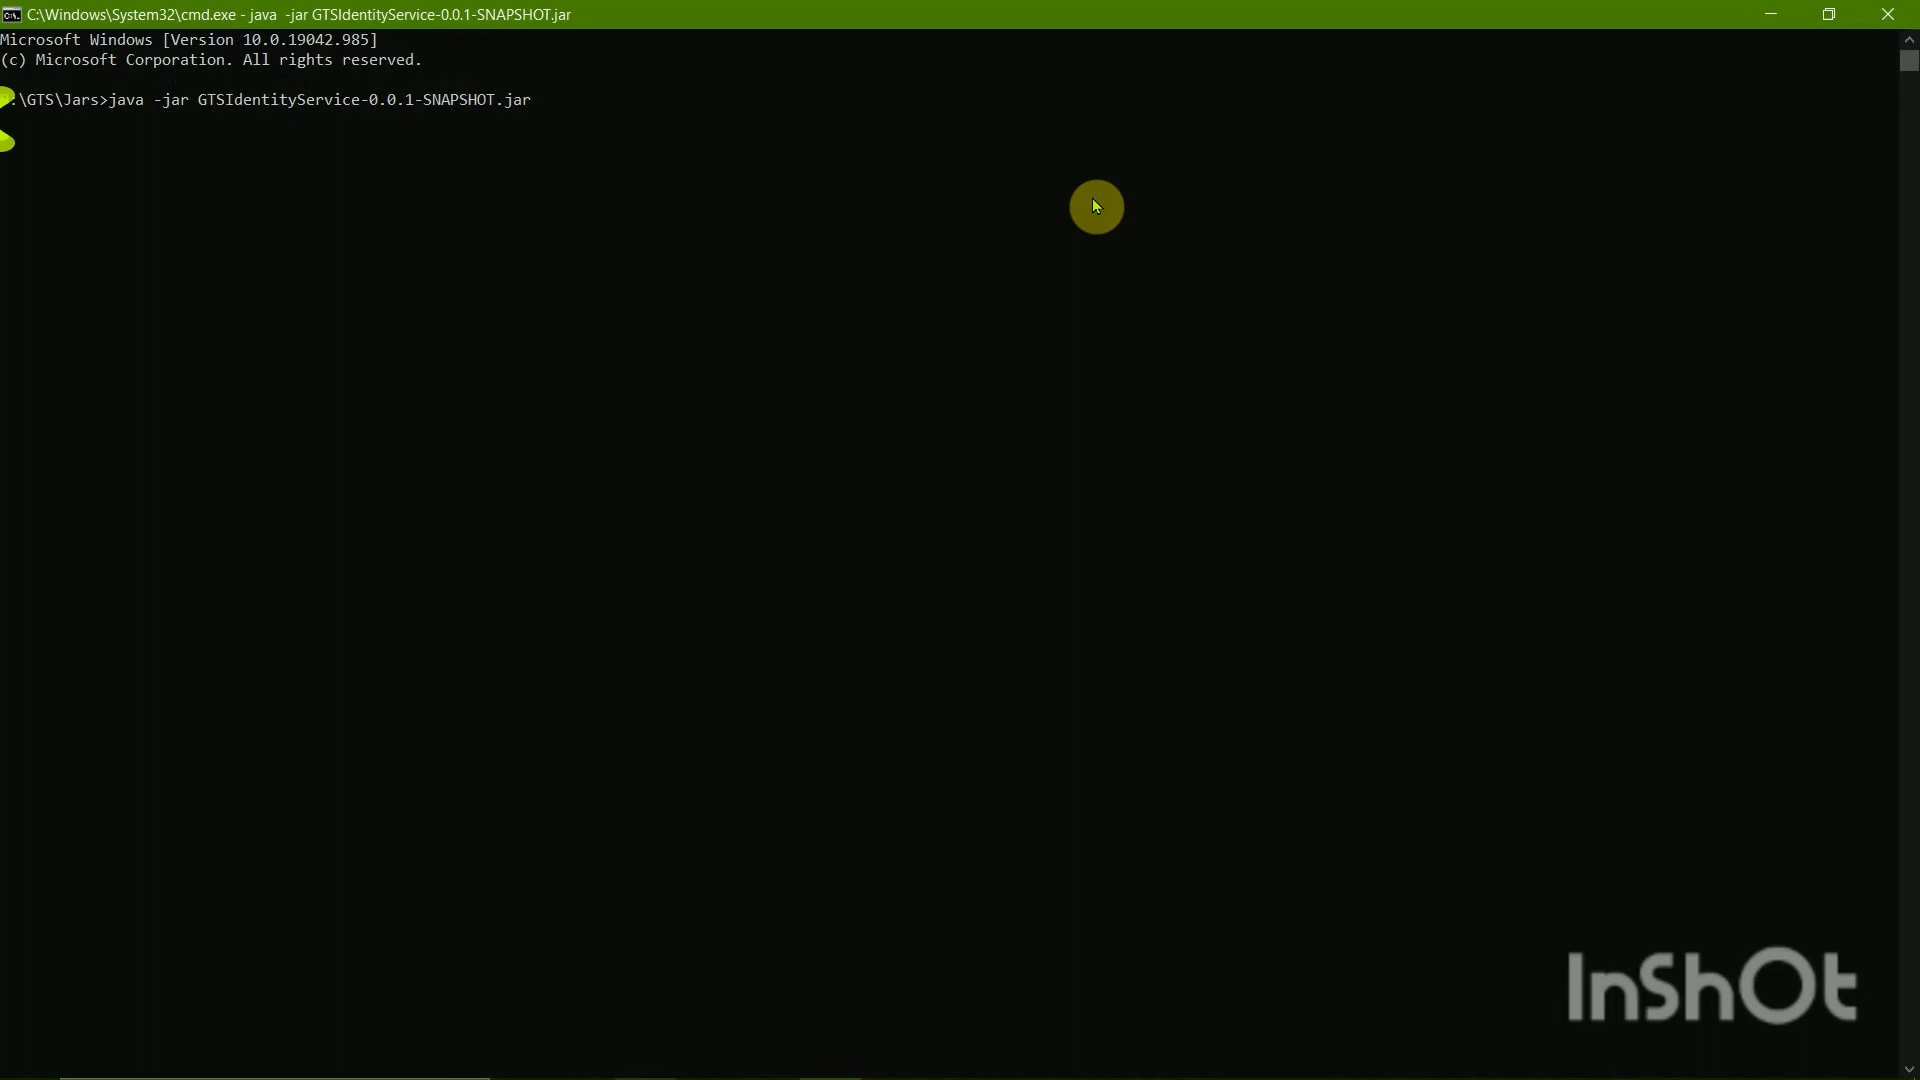 C:\Windows\System32\cmd.exe - java  -jar GTSIdentityService-0.0.1-SNAPSHOT.jar
Microsoft Windows [Version 10.0.19042.985]
(c) Microsoft Corporation. All rights reserved.
:\GTS\Jars>java -jar GTSIdentityService-0.0.1-SNAPSHOT.jar
InShOt